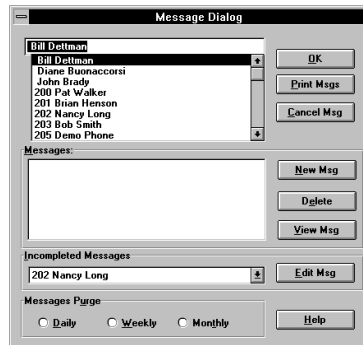 Message Dialog
Bill Dettman
Bill Dettman
Diane Buonaccorsi
John Brady
200 Pat Walker
201 Brian Henson
202 Nancy Long
203 Bob Smith
205 Demo Phone
OK
Print Msgs
Cancel Msg
Messages:
New Msg
Delete
View Msg
Incompleted Messages
202 Nancy Long
Edit Msg
Messages Purge
Daily Weekly Monthly
Help